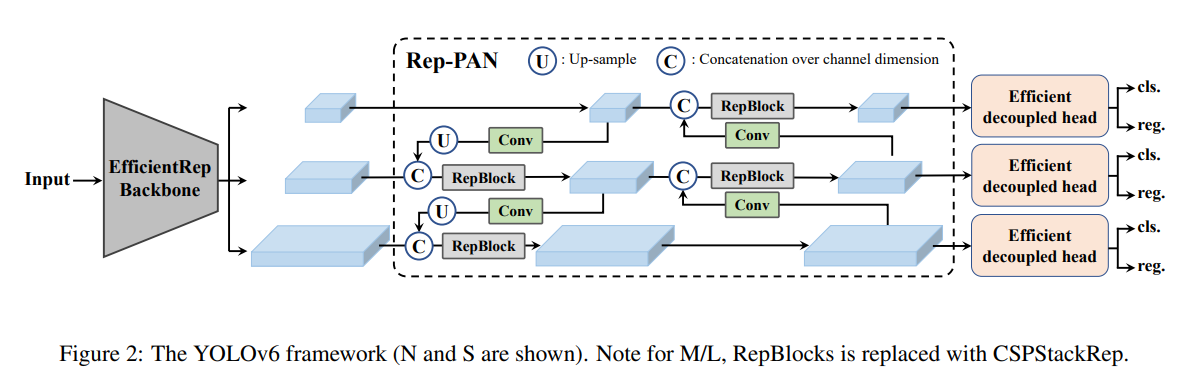 Rep-PAN
U : Up-sample
C : Concatenation over channel dimension
Input
EfficientRep
Backbone
C
RepBlock
Conv
U
Conv
C
RepBlock
C
RepBlock
U
Conv
Conv
C
RepBlock
Efficient
decoupled head
cls.
reg.
Efficient
decoupled head
cls.
reg.
Efficient
decoupled head
cls.
reg.
Figure 2: The YOLOv6 framework (N and S are shown). Note for M/L, RepBlocks is replaced with CSPStackRep.